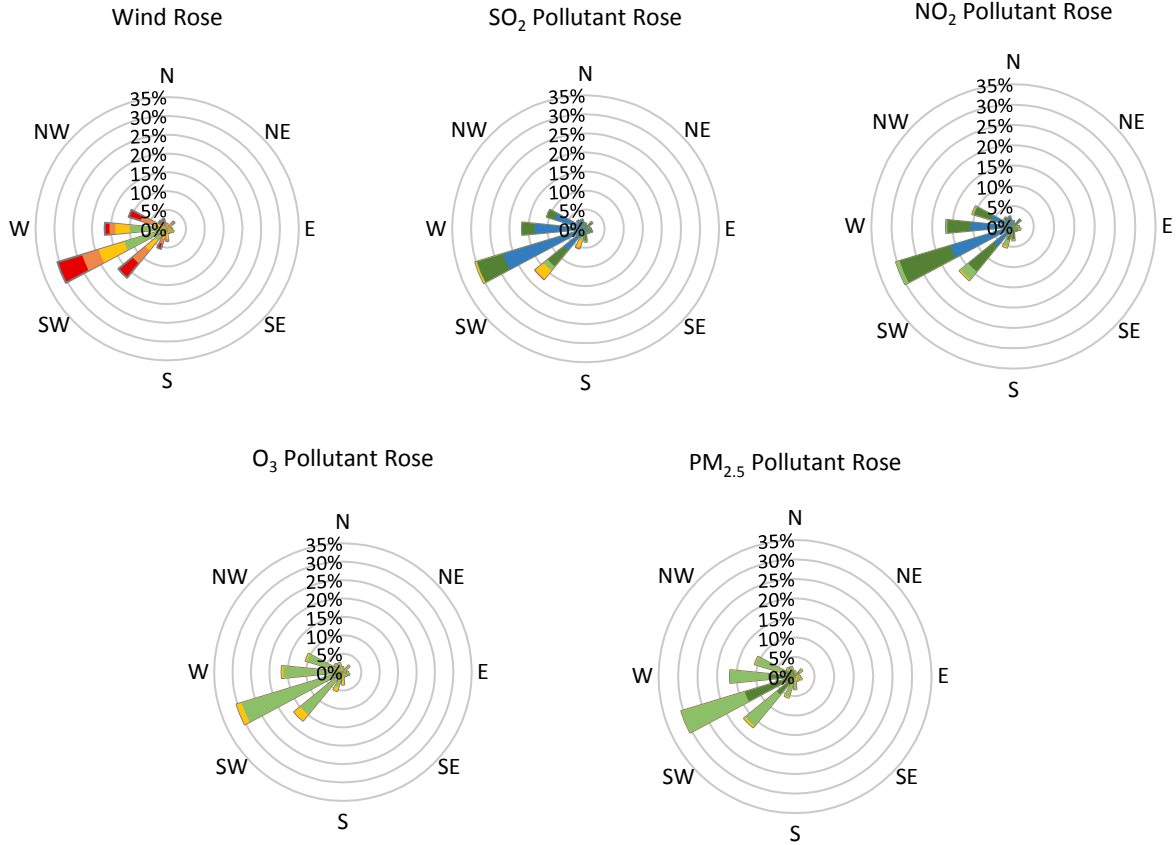 Wind Rose
N
NE
E
SE
S
SW
W
NW
35%
30%
25%
20%
15%
10%
5%
0%
SO₂ Pollutant Rose
N
NE
E
SE
S
SW
W
NW
35%
30%
25%
20%
15%
10%
5%
0%
NO₂ Pollutant Rose
N
NE
E
SE
S
SW
W
NW
35%
30%
25%
20%
15%
10%
5%
0%
O₃ Pollutant Rose
N
NE
E
SE
S
SW
W
NW
35%
30%
25%
20%
15%
10%
5%
0%
PM₂.₅ Pollutant Rose
N
NE
E
SE
S
SW
W
NW
35%
30%
25%
20%
15%
10%
5%
0%